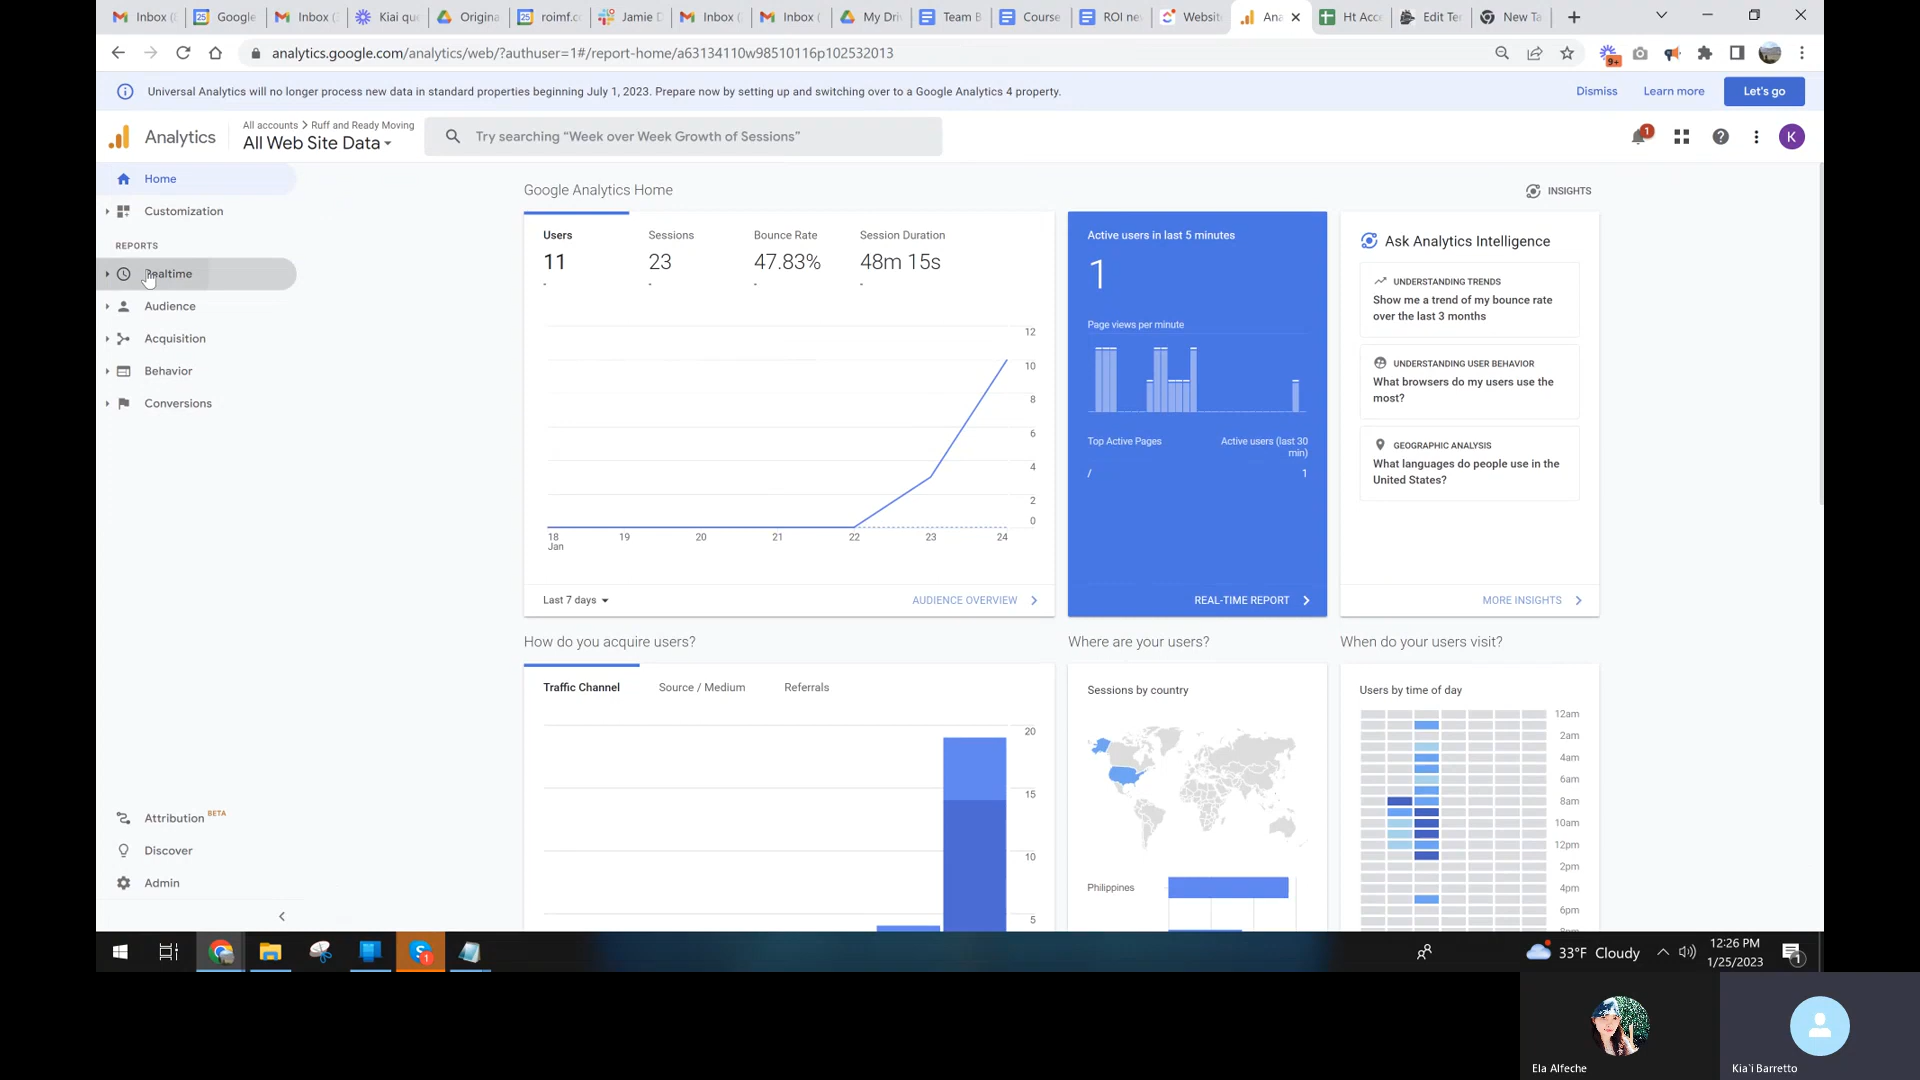 Inbox (
Google
Inbox (
Kiai qu
Origina
roimf.c
Jamie D
Inbox (
Inbox (
My Dri
Team B
Course
ROI ne
Websit
Ana
Ht Acc
Edit Te
New Ta
analytics.google.com/analytics/web/?authuser=1#/report-home/a63134110w98510116p102532013
9+
Universal Analytics will no longer process new data in standard properties beginning July 1, 2023. Prepare now by setting up and switching over to a Google Analytics 4 property.
Dismiss
Learn more
Let's go
Analytics
All accounts > Ruff and Ready Moving
All Web Site Data
Try searching “Week over Week Growth of Sessions”
1
K
Home
Customization
REPORTS
Realtime
Audience
Acquisition
Behavior
Conversions
Attribution BETA
Discover
Admin
Google Analytics Home
INSIGHTS
Users
11
-
Sessions
23
-
Bounce Rate
47.83%
-
Session Duration
48m 15s
-
12
10
8
6
4
2
0
18
Jan
19
20
21
22
23
24
Last 7 days
AUDIENCE OVERVIEW
Active users in last 5 minutes
1
Page views per minute
Top Active Pages
Active users (last 30
min)
/
1
REAL-TIME REPORT
Ask Analytics Intelligence
UNDERSTANDING TRENDS
Show me a trend of my bounce rate
over the last 3 months
UNDERSTANDING USER BEHAVIOR
What browsers do my users use the
most?
GEOGRAPHIC ANALYSIS
What languages do people use in the
United States?
MORE INSIGHTS
How do you acquire users?
Traffic Channel
Source / Medium
Referrals
20
15
10
5
Where are your users?
Sessions by country
Philippines
When do your users visit?
Users by time of day
12am
2am
4am
6am
8am
10am
12pm
2pm
4pm
6pm
8pm
1
33°F Cloudy
12:26 PM
1/25/2023
1
Ela Alfeche
Kia'i Barretto